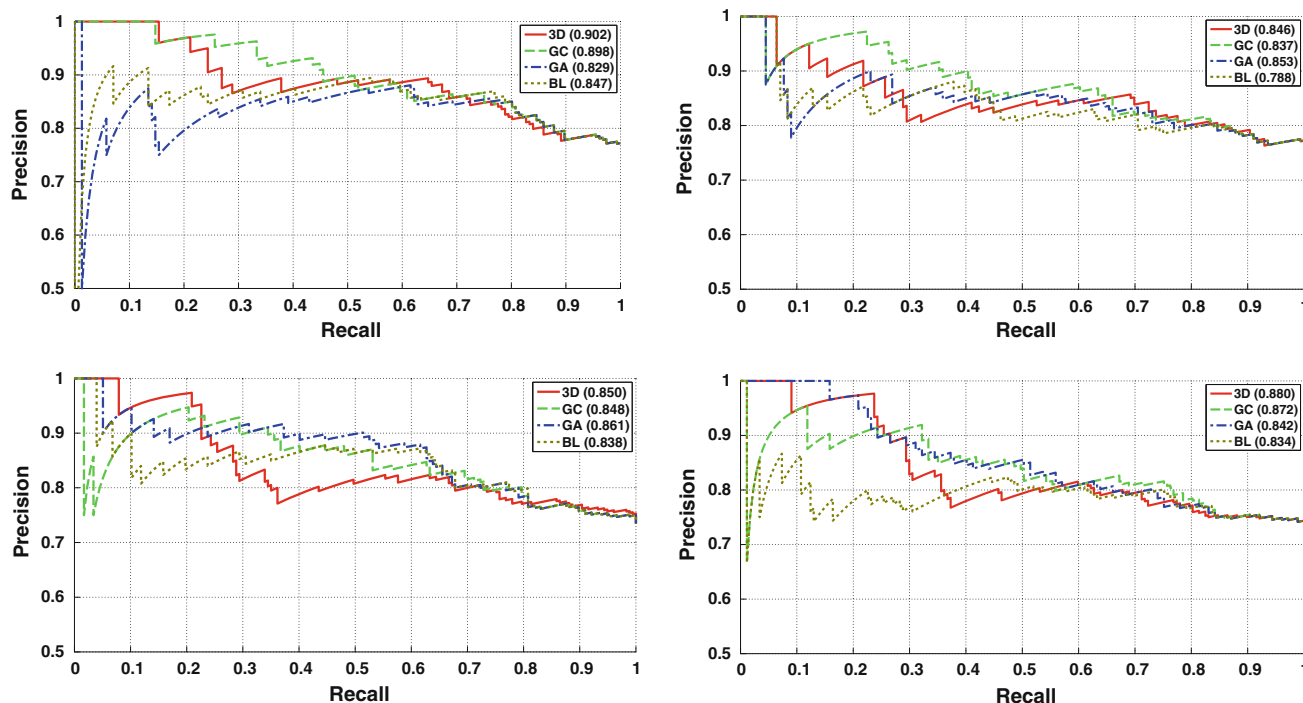 1
0.9
0.8
0.7
0.6
0.5
Precision
0 0.1 0.2 0.3 0.4 0.5 0.6 0.7 0.8 0.9 1
Recall
3D (0.902)
GC (0.898)
GA (0.829)
BL (0.847)
1
0.9
0.8
0.7
0.6
0.5
Precision
0 0.1 0.2 0.3 0.4 0.5 0.6 0.7 0.8 0.9 1
Recall
3D (0.846)
GC (0.837)
GA (0.853)
BL (0.788)
1
0.9
0.8
0.7
0.6
0.5
Precision
0 0.1 0.2 0.3 0.4 0.5 0.6 0.7 0.8 0.9 1
Recall
3D (0.850)
GC (0.848)
GA (0.861)
BL (0.838)
1
0.9
0.8
0.7
0.6
0.5
Precision
0 0.1 0.2 0.3 0.4 0.5 0.6 0.7 0.8 0.9 1
Recall
3D (0.880)
GC (0.872)
GA (0.842)
BL (0.834)